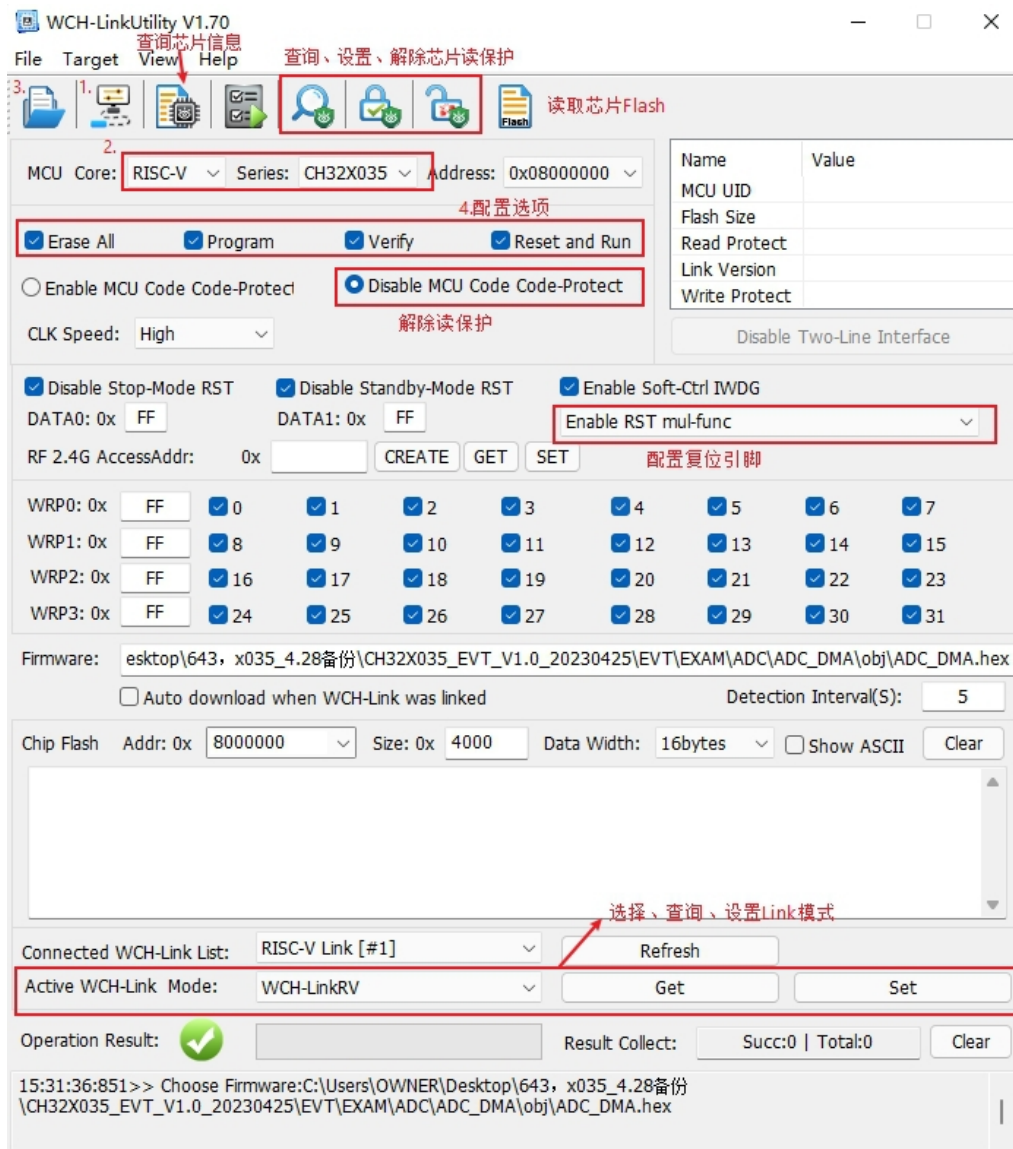 WCH-LinkUtility V1.70
查询芯片信息
File Target View Help 查询、设置、解除芯片读保护
3. 1. Flash 读取芯片Flash
2.
MCU Core: RISC-V Series: CH32X035 Address: 0x08000000
Name Value
MCU UID
Flash Size
Read Protect
Link Version
Write Protect
4.配置选项
Erase All Program Verify Reset and Run
Enable MCU Code Code-Protect Disable MCU Code Code-Protect
解除读保护
CLK Speed: High Disable Two-Line Interface
Disable Stop-Mode RST Disable Standby-Mode RST Enable Soft-Ctrl IWDG
DATA0: 0x FF DATA1: 0x FF Enable RST mul-func
RF 2.4G AccessAddr: 0x CREATE GET SET 配置复位引脚
WRP0: 0x FF 0 1 2 3 4 5 6 7
WRP1: 0x FF 8 9 10 11 12 13 14 15
WRP2: 0x FF 16 17 18 19 20 21 22 23
WRP3: 0x FF 24 25 26 27 28 29 30 31
Firmware: esktop\643，x035_4.28备份\CH32X035_EVT_V1.0_20230425\EVT\EXAM\ADC\ADC_DMA\obj\ADC_DMA.hex
Auto download when WCH-Link was linked Detection Interval(S): 5
Chip Flash Addr: 0x 8000000 Size: 0x 4000 Data Width: 16bytes Show ASCII Clear
选择、查询、设置Link模式
Connected WCH-Link List: RISC-V Link [#1] Refresh
Active WCH-Link Mode: WCH-LinkRV Get Set
Operation Result: Result Collect: Succ:0 | Total:0 Clear
15:31:36:851>> Choose Firmware:C:\Users\OWNER\Desktop\643，x035_4.28备份
\CH32X035_EVT_V1.0_20230425\EVT\EXAM\ADC\ADC_DMA\obj\ADC_DMA.hex